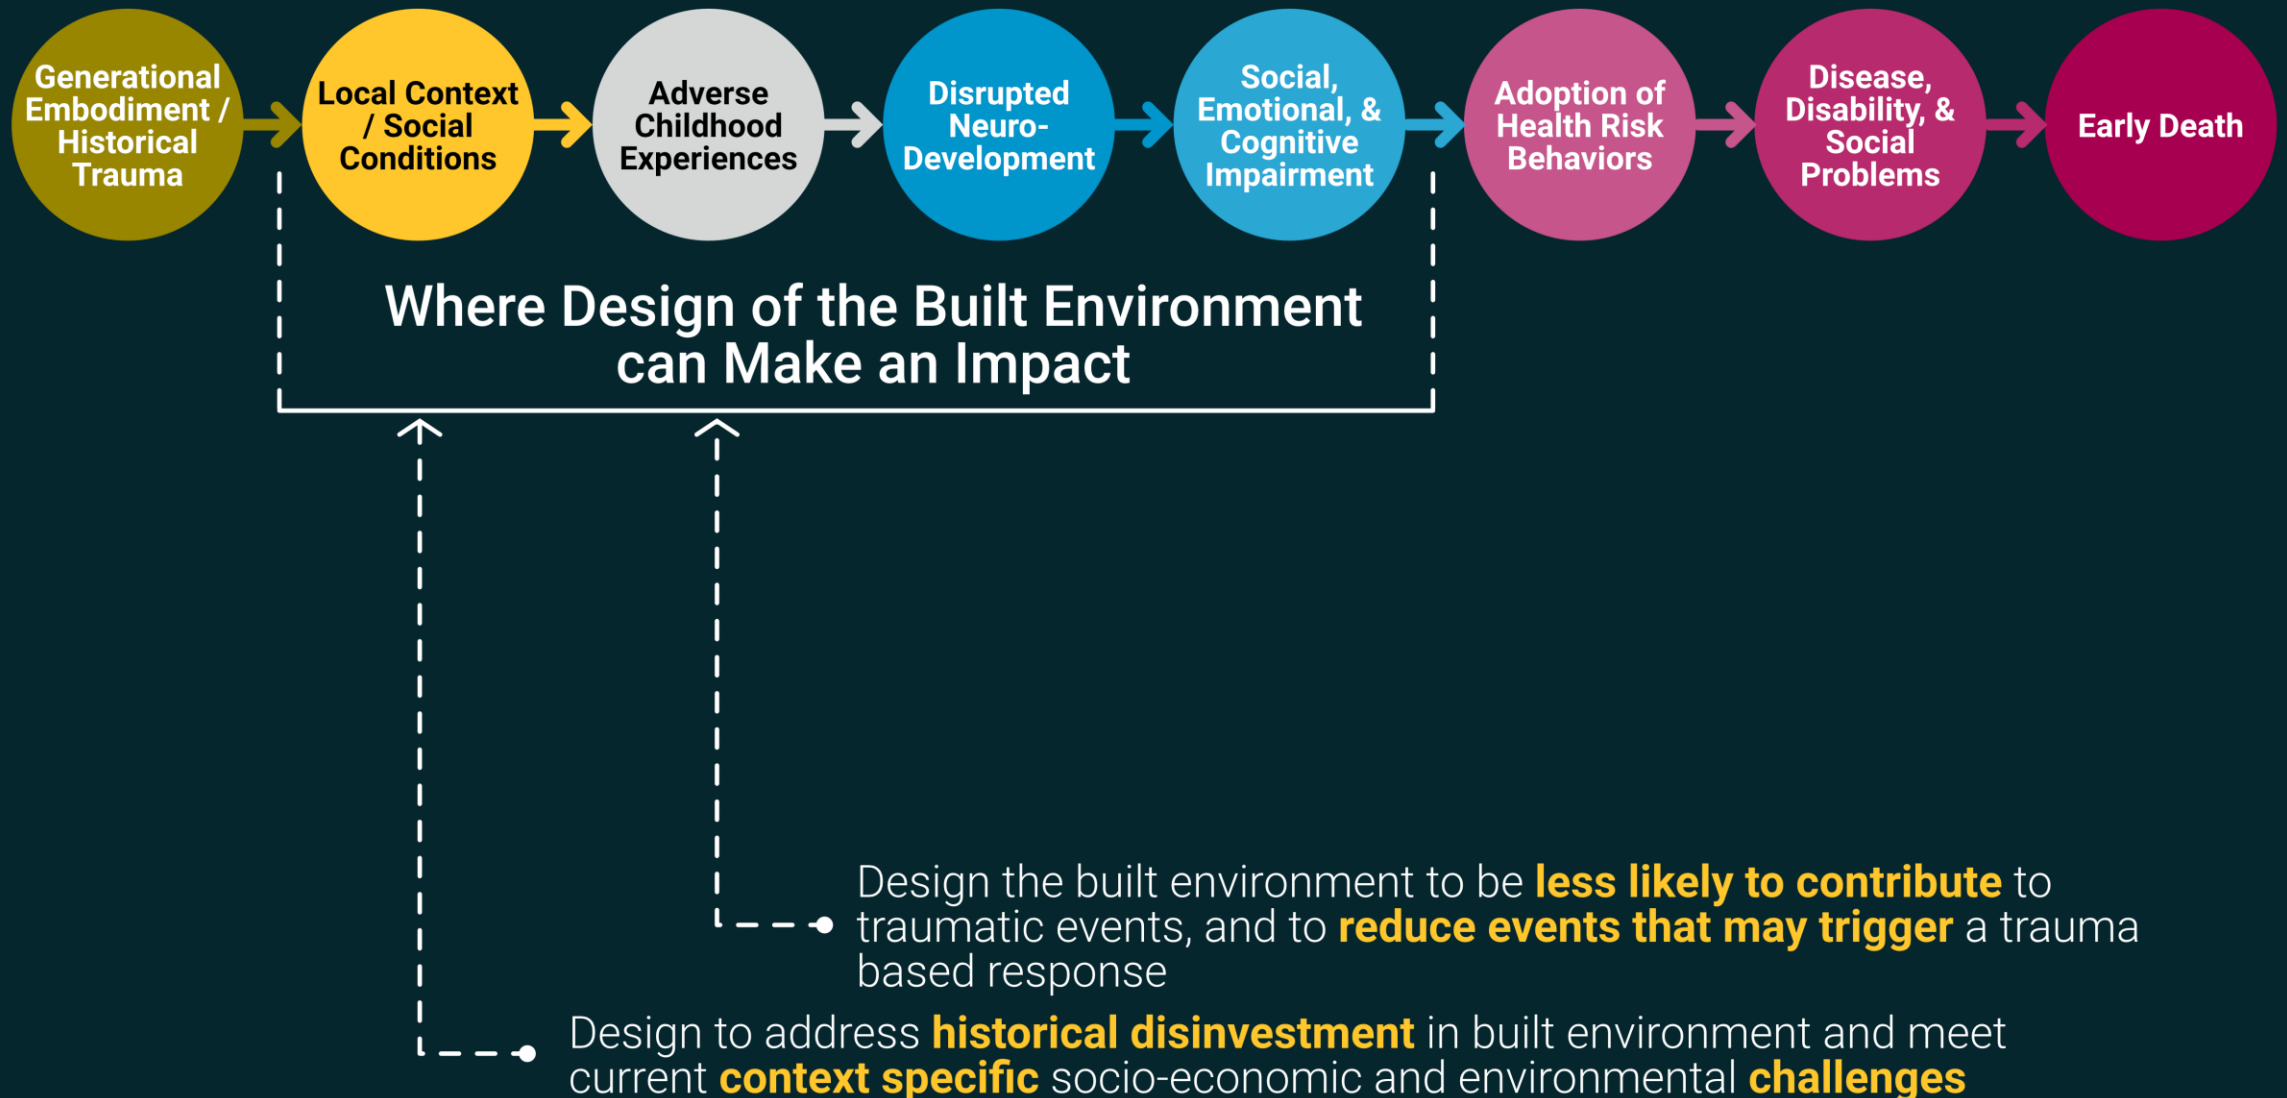 Generational
Embodiment /
Historical
Trauma
Local Context
/ Social
Conditions
Adverse
Childhood
Experiences
Disrupted
Neuro-
Development
Social,
Emotional, &
Cognitive
Impairment
Adoption of
Health Risk
Behaviors
Disease,
Disability, &
Social
Problems
Early Death
Where Design of the Built Environment
can Make an Impact
Design the built environment to be less likely to contribute to
traumatic events, and to reduce events that may trigger a trauma
based response
Design to address historical disinvestment in built environment and meet
current context specific socio-economic and environmental challenges